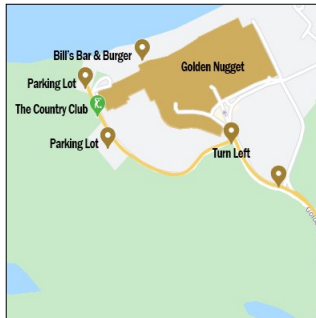 Bill's Bar & Burger
Golden Nugget
Parking Lot
The Country Club
Parking Lot
Turn Left